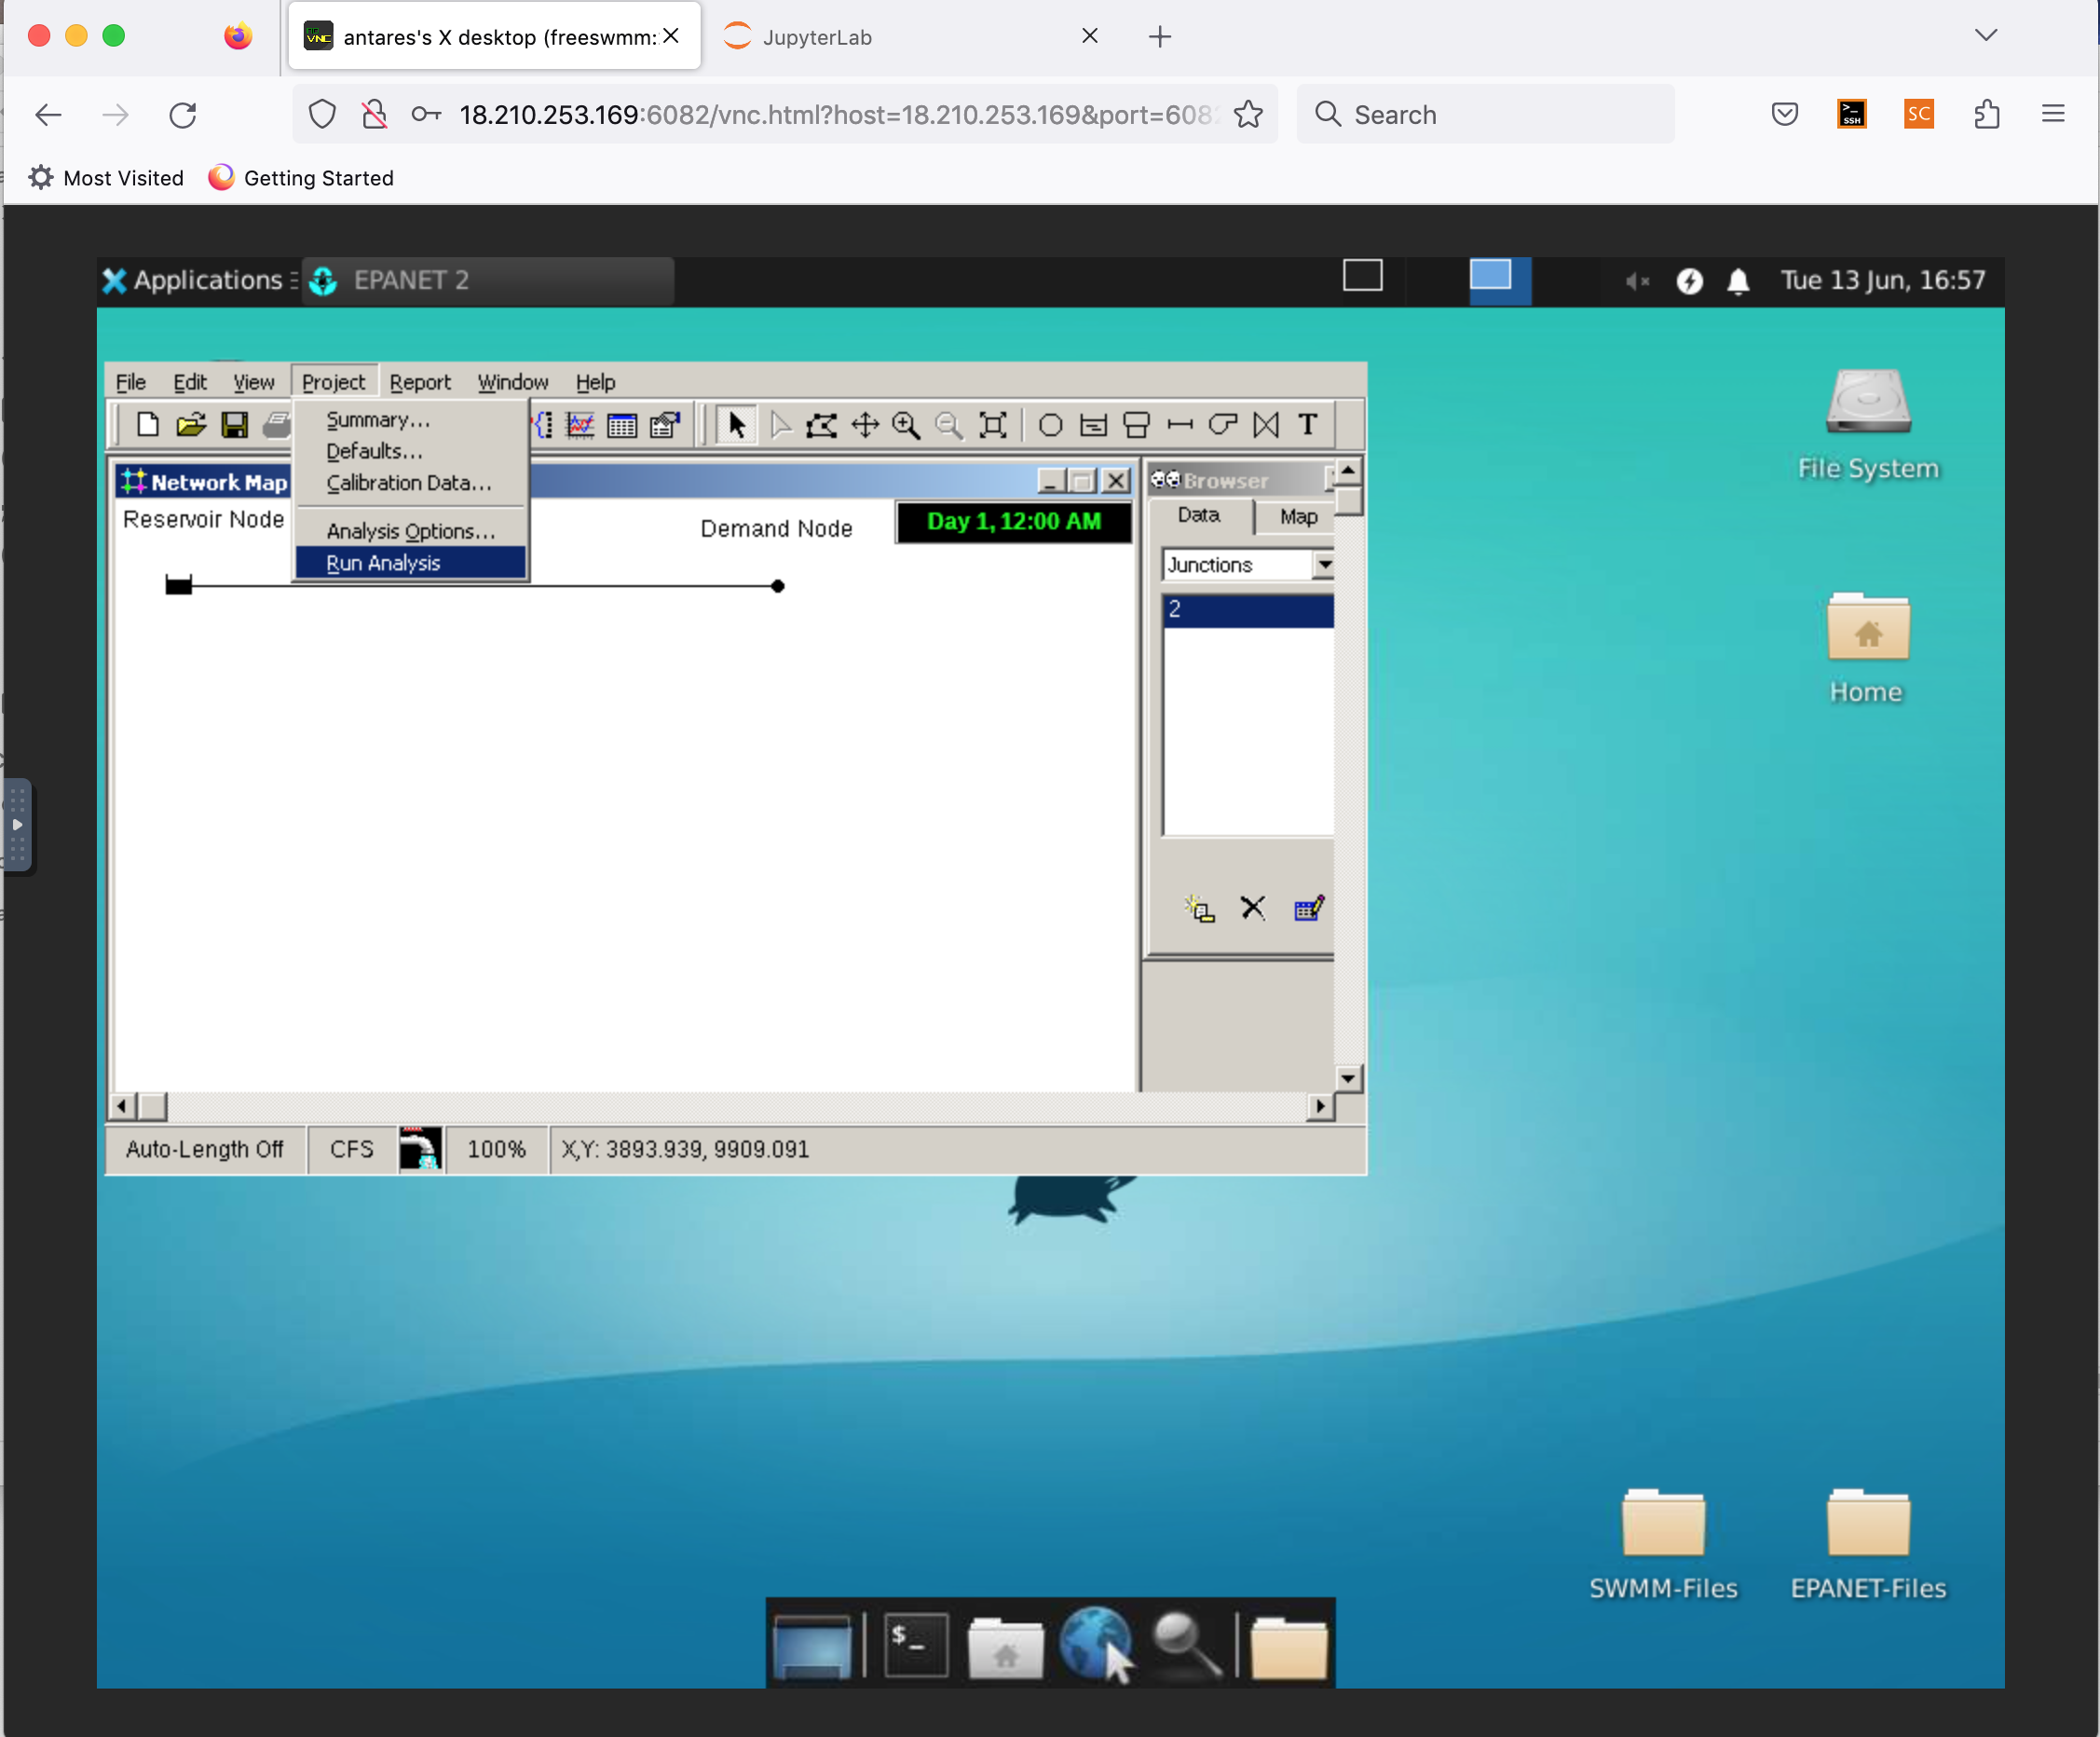 antares's X desktop (freeswmm:
JupyterLab
18.210.253.169:6082/vnc.html?host=18.210.253.169&port=6082
Search
SSH
SC
Most Visited
Getting Started
Applications
EPANET 2
Tue 13 Jun, 16:57
File Edit View Project Report Window Help
Summary...
Defaults...
Calibration Data...
Analysis Options...
Run Analysis
T
Network Map
Browser
Reservoir Node
Demand Node
Day 1, 12:00 AM
Data
Map
Junctions
2
File System
Home
Auto-Length Off
CFS
100%
X,Y: 3893.939, 9909.091
SWMM-Files
EPANET-Files
$_